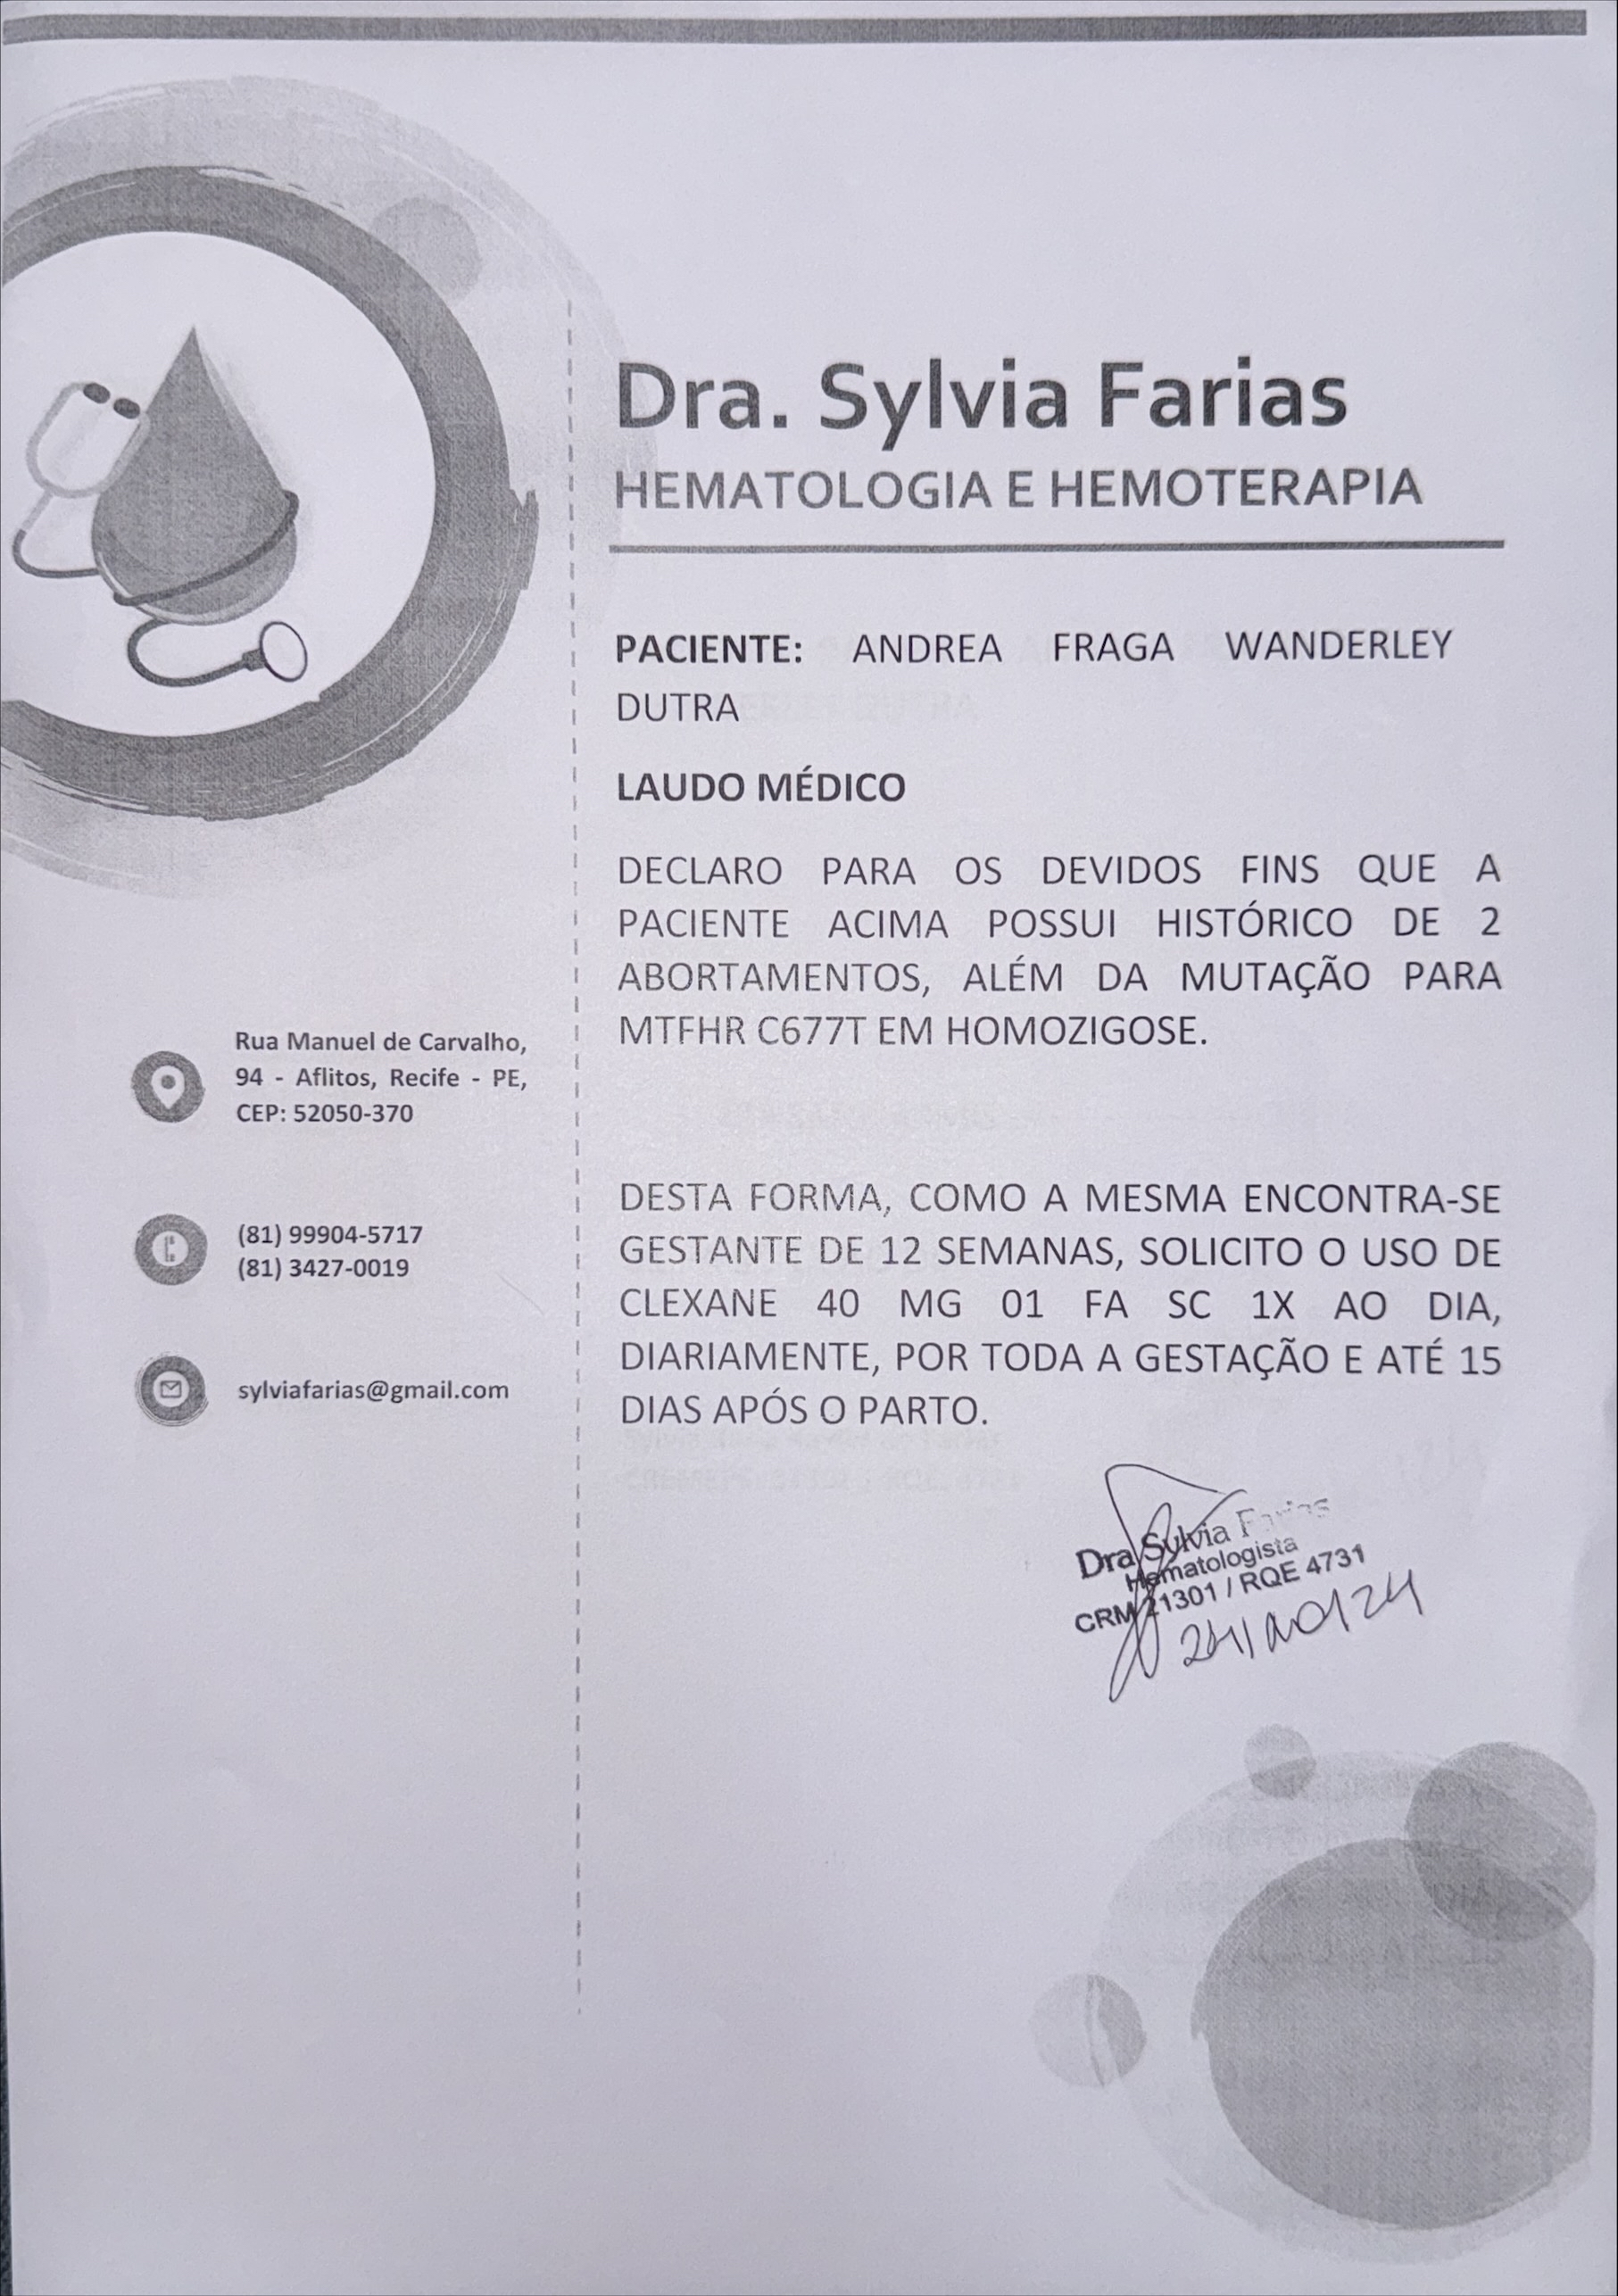 Dra. Sylvia Farias
HEMATOLOGIA E HEMOTERAPIA
PACIENTE: ANDREA FRAGA WANDERLEY
DUTRA
LAUDO MÉDICO
DECLARO PARA OS DEVIDOS FINS QUE A
PACIENTE ACIMA POSSUI HISTÓRICO DE 2
ABORTAMENTOS, ALÉM DA MUTAÇÃO PARA
MTFHR C677T EM HOMOZIGOSE.
DESTA FORMA, COMO A MESMA ENCONTRA-SE
GESTANTE DE 12 SEMANAS, SOLICITO O USO DE
CLEXANE 40 MG 01 FA SC 1X AO DIA,
DIARIAMENTE, POR TODA A GESTAÇÃO E ATÉ 15
DIAS APÓS O PARTO.
Dra Sylvia Farias
Hematologista
CRM 21301 / RQE 4731
Rua Manuel de Carvalho,
94 - Aflitos, Recife - PE,
CEP: 52050-370
(81) 99904-5717
(81) 3427-0019
sylviafarias@gmail.com